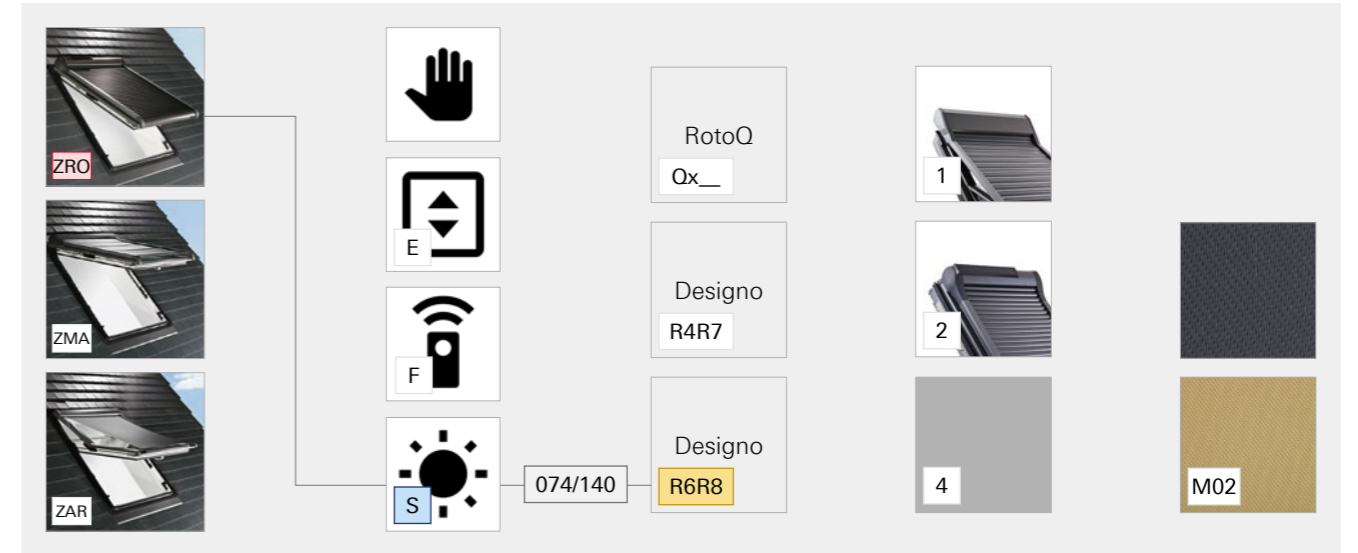 ZRO
ZMA
ZAR
E
F
S
074/140
RotoQ
Qx__
Designo
R4R7
Designo
R6R8
1
2
4
M02